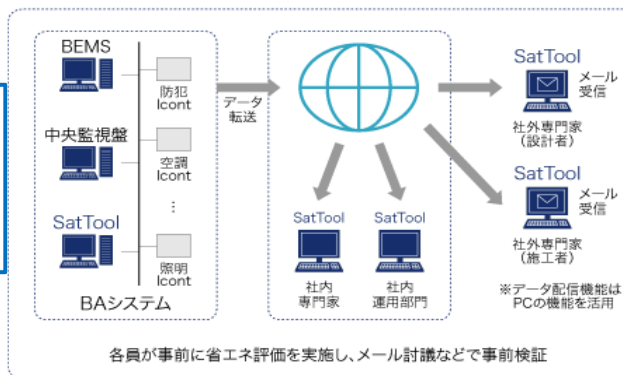 BEMS
防犯
Icont
中央監視盤
空調
Icont
⋮
SatTool
照明
Icont
BAシステム
データ
転送
SatTool
社内
専門家
SatTool
社内
運用部門
SatTool
メール
受信
社外専門家
(設計者)
SatTool
メール
受信
社外専門家
(施工者)
※データ配信機能は
PCの機能を活用
各員が事前に省エネ評価を実施し、メール討議などで事前検証